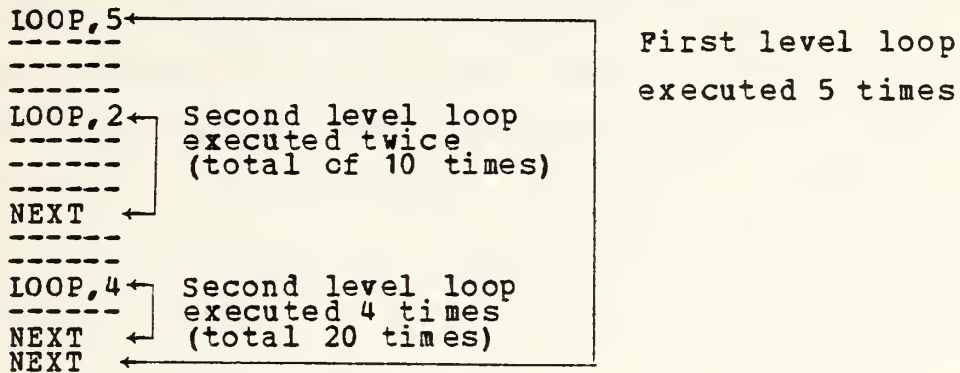 LOOP,5
------
------
------
LOOP,2
------
------
------
NEXT
------
------
LOOP,4
------
NEXT
NEXT
Second level loop
executed twice
(total of 10 times)
Second level loop
executed 4 times
(total 20 times)
First level loop
executed 5 times